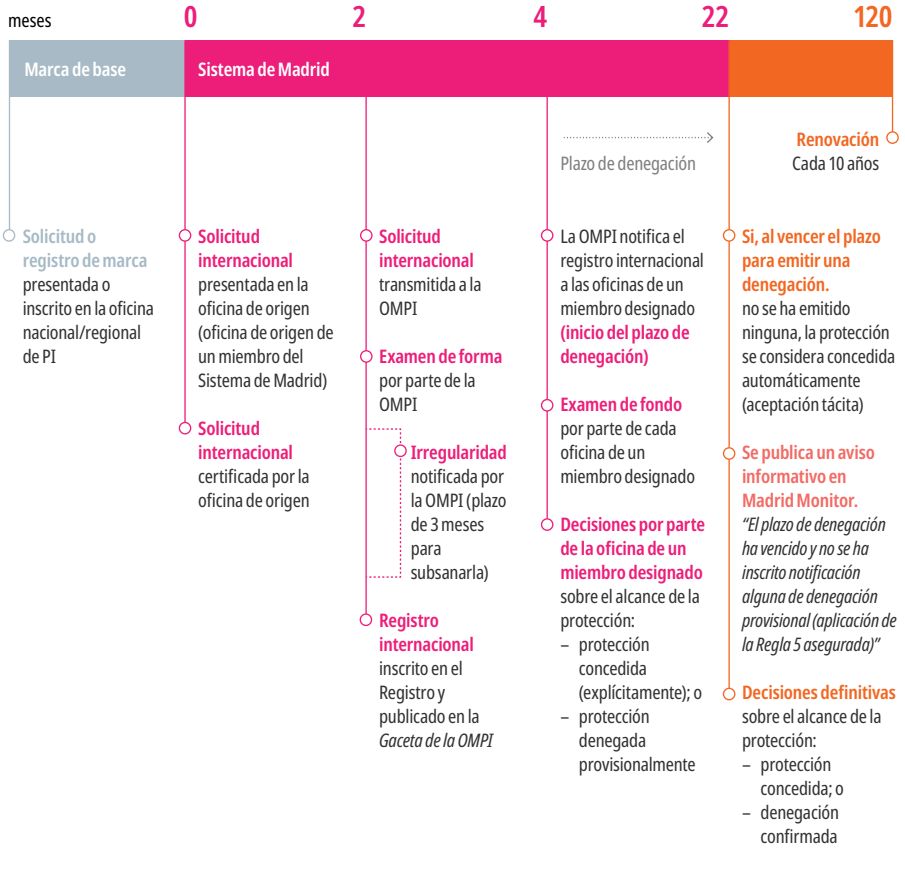 meses
0
2
4
22
120
Marca de base
Sistema de Madrid
Plazo de denegación
Renovación
Cada 10 años
Solicitud o
registro de marca
presentada o
inscrito en la oficina
nacional/regional
de PI
Solicitud
internacional
presentada en la
oficina de origen
(oficina de origen de
un miembro del
Sistema de Madrid)
Solicitud
internacional
certificada por la
oficina de origen
Solicitud
internacional
transmitida a la
OMPI
Examen de forma
por parte de la
OMPI
Irregularidad
notificada por
la OMPI (plazo
de 3 meses
para
subsanarla)
Registro
internacional
inscrito en el
Registro y
publicado en la
Gaceta de la OMPI
La OMPI notifica el
registro internacional
a las oficinas de un
miembro designado
(inicio del plazo de
denegación)
Examen de fondo
por parte de cada
oficina de un
miembro designado
Decisiones por parte
de la oficina de un
miembro designado
sobre el alcance de la
protección:
– protección
concedida
(explícitamente); o
– protección
denegada
provisionalmente
Si, al vencer el plazo
para emitir una
denegación.
no se ha emitido
ninguna, la protección
se considera concedida
automáticamente
(aceptación tácita)
Se publica un aviso
informativo en
Madrid Monitor.
“El plazo de denegación
ha vencido y no se ha
inscrito notificación
alguna de denegación
provisional (aplicación de
la Regla 5 asegurada)”
Decisiones definitivas
sobre el alcance de la
protección:
– protección
concedida; o
– denegación
confirmada